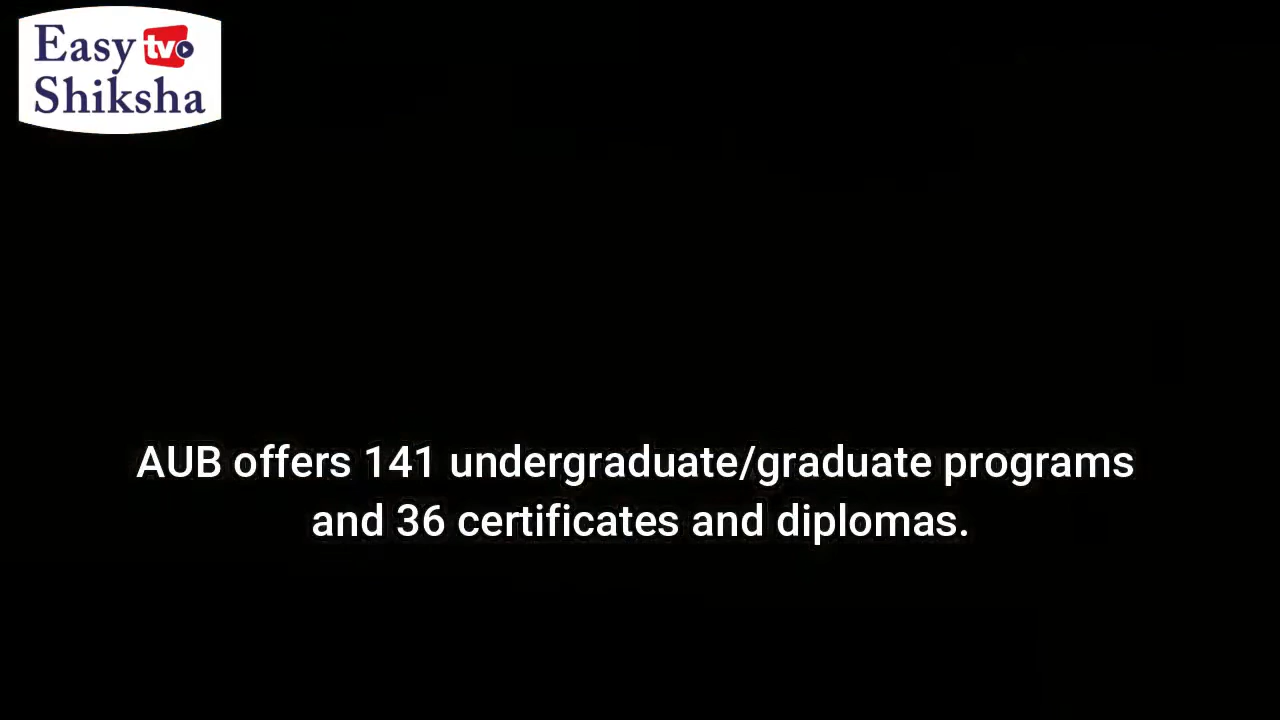 Easy tv
Shiksha
AUB offers 141 undergraduate/graduate programs
and 36 certificates and diplomas.